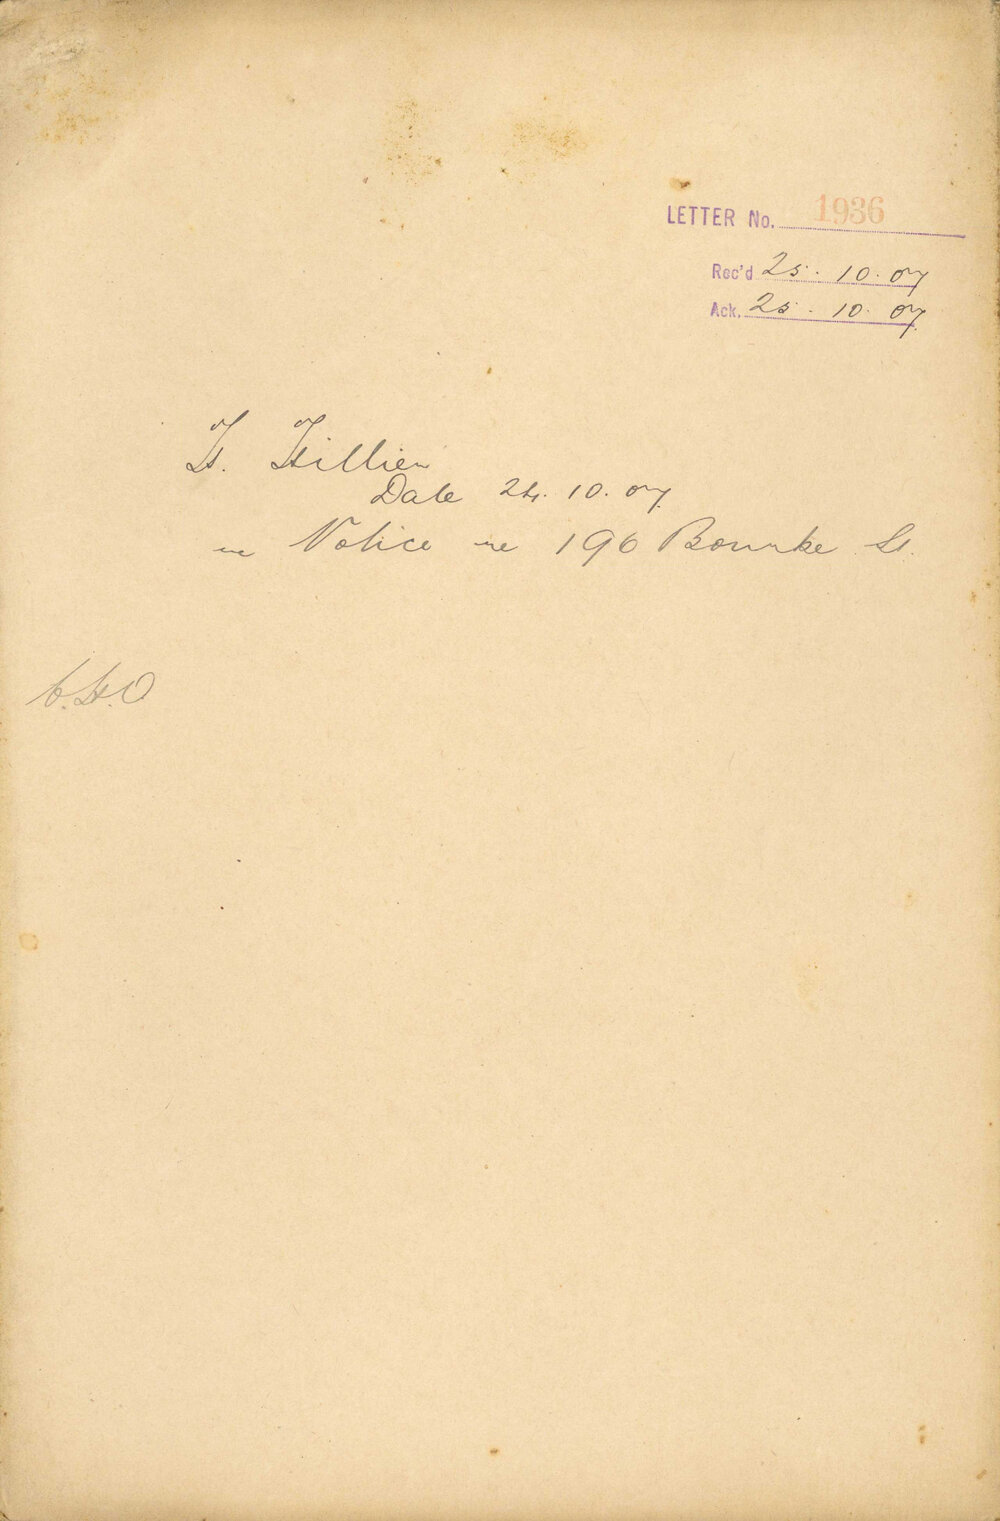 LETTER No. 1936
Rec'd 25. 10. 07
Ack. 25. 10. 07
H. Hillier
Date 24. 10. 07
re Notice re 196 Bourke St.
C.H.O